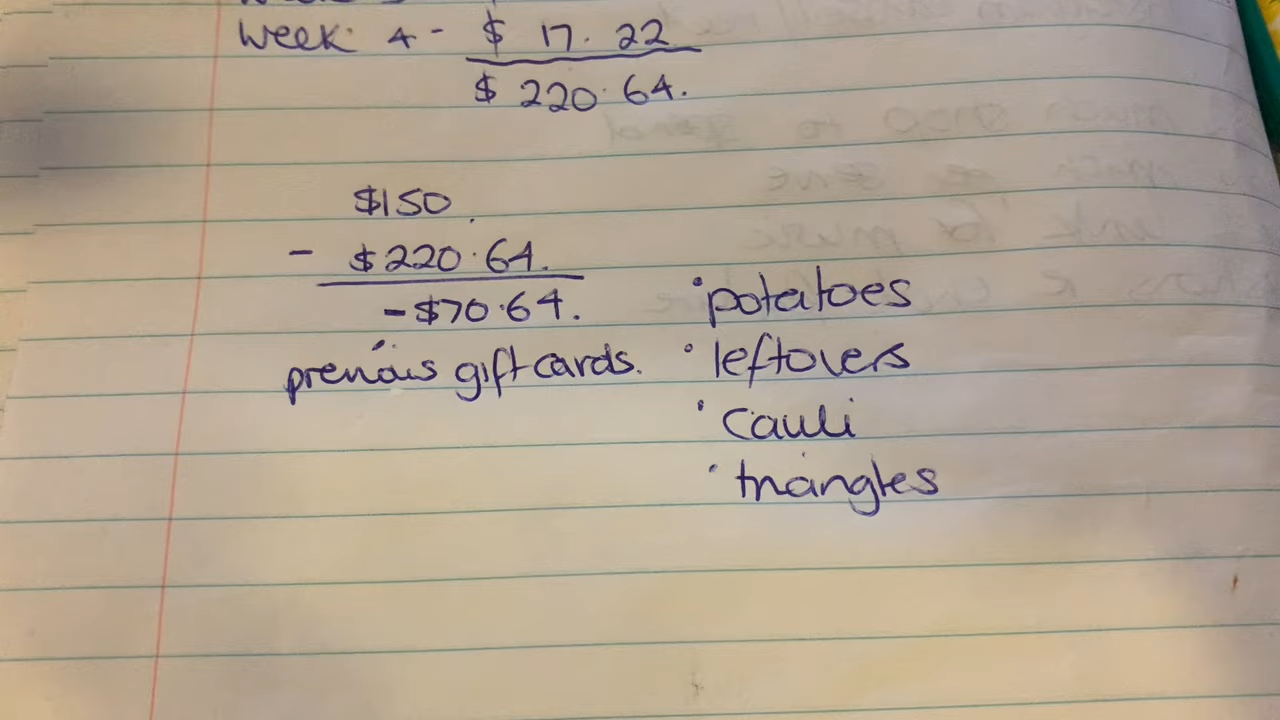 Week 4 - $ 17.22
$ 220.64.
$150.
- $220.64.
-$70.64.
previous gift cards.
• potatoes
• leftovers
• cauli
• triangles